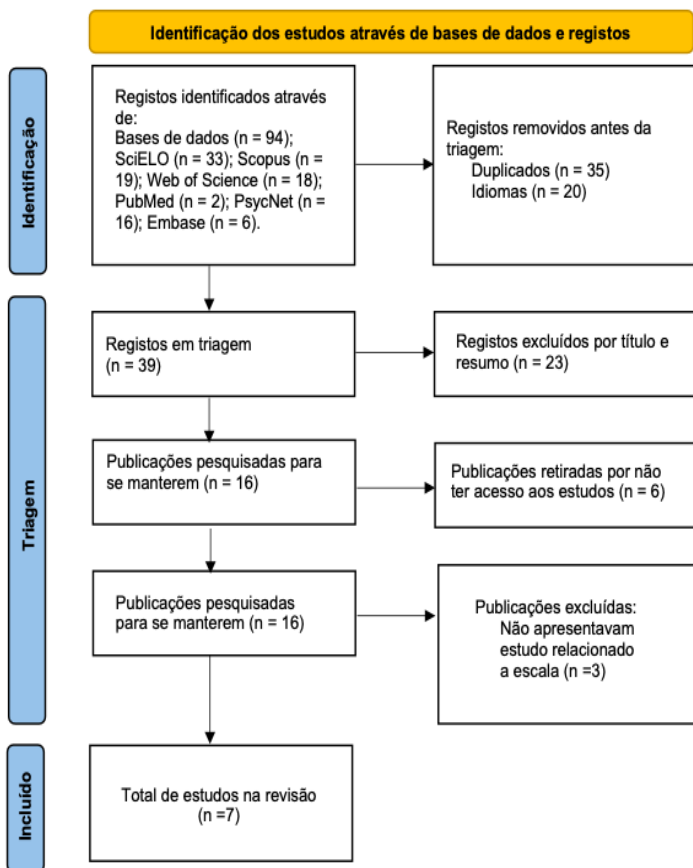 Identificação dos estudos através de bases de dados e registos
Identificação
Registos identificados através
de:
Bases de dados (n = 94);
SciELO (n = 33); Scopus (n =
19); Web of Science (n = 18);
PubMed (n = 2); PsycNet (n =
16); Embase (n = 6).
Registos removidos antes da
triagem:
Duplicados (n = 35)
Idiomas (n = 20)
Triagem
Registos em triagem
(n = 39)
Registos excluídos por título e
resumo (n = 23)
Publicações pesquisadas para
se manterem (n = 16)
Publicações retiradas por não
ter acesso aos estudos (n = 6)
Publicações pesquisadas
para se manterem (n = 16)
Publicações excluídas:
Não apresentavam
estudo relacionado
a escala (n =3)
Incluído
Total de estudos na revisão
(n =7)